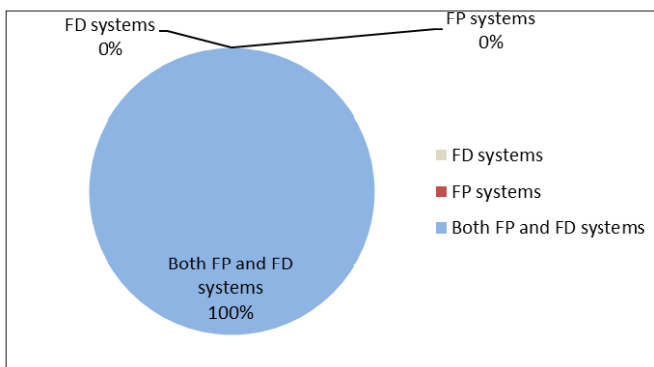 FD systems
0%
FP systems
0%
Both FP and FD
systems
100%
FD systems
FP systems
Both FP and FD systems